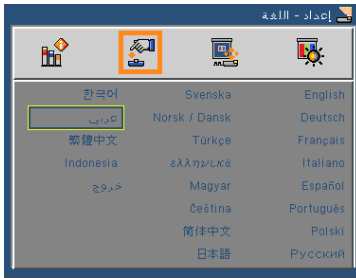 إعداد - اللغة
English
Deutsch
Français
Italiano
Español
Português
Polski
Русский
Svenska
Norsk / Dansk
Türkçe
ελληνικά
Magyar
Čeština
简体中文
日本語
한국어
عربي
繁體中文
Indonesia
خروج